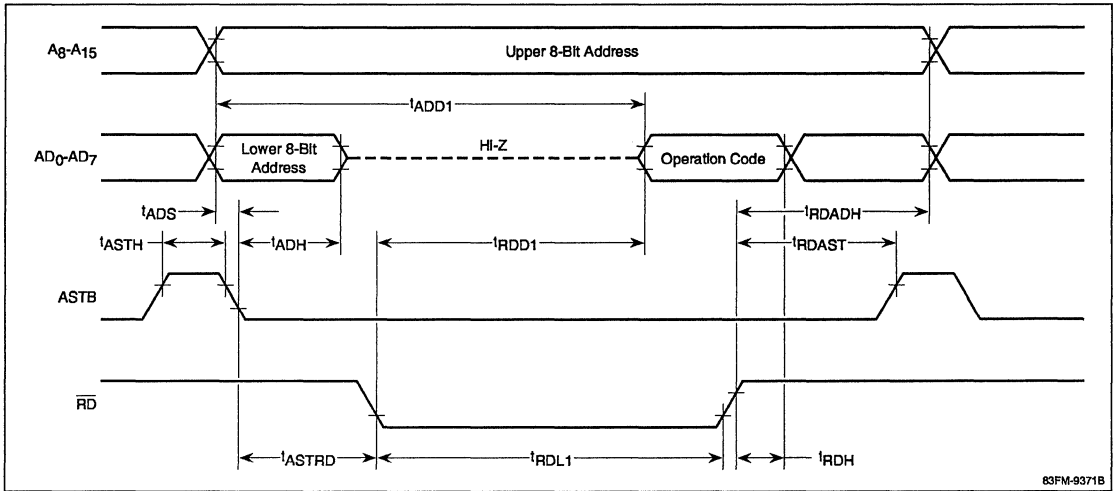 A8-A15
Upper 8-Bit Address
tADD1
AD0-AD7
Lower 8-Bit
Address
HI-Z
Operation Code
tADS
tRDADH
tASTH
tADH
tRDD1
tRDAST
ASTB
RD
tASTRD
tRDL1
tRDH
83FM-9371B